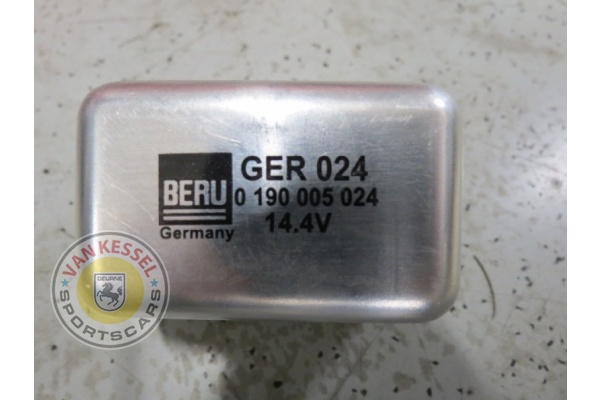 GER 024
BERU
0 190 005 024
Germany
14.4V
VAN KESSEL
DEURNE
SPORTSCARS